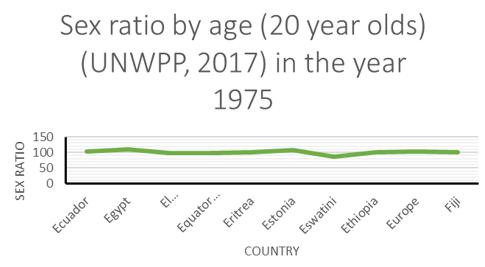 Sex ratio by age (20 year olds)
(UNWPP, 2017) in the year
1975
SEX RATIO
150
100
50
0
Ecuador
Egypt
El…
Equator…
Eritrea
Estonia
Eswatini
Ethiopia
Europe
Fiji
COUNTRY